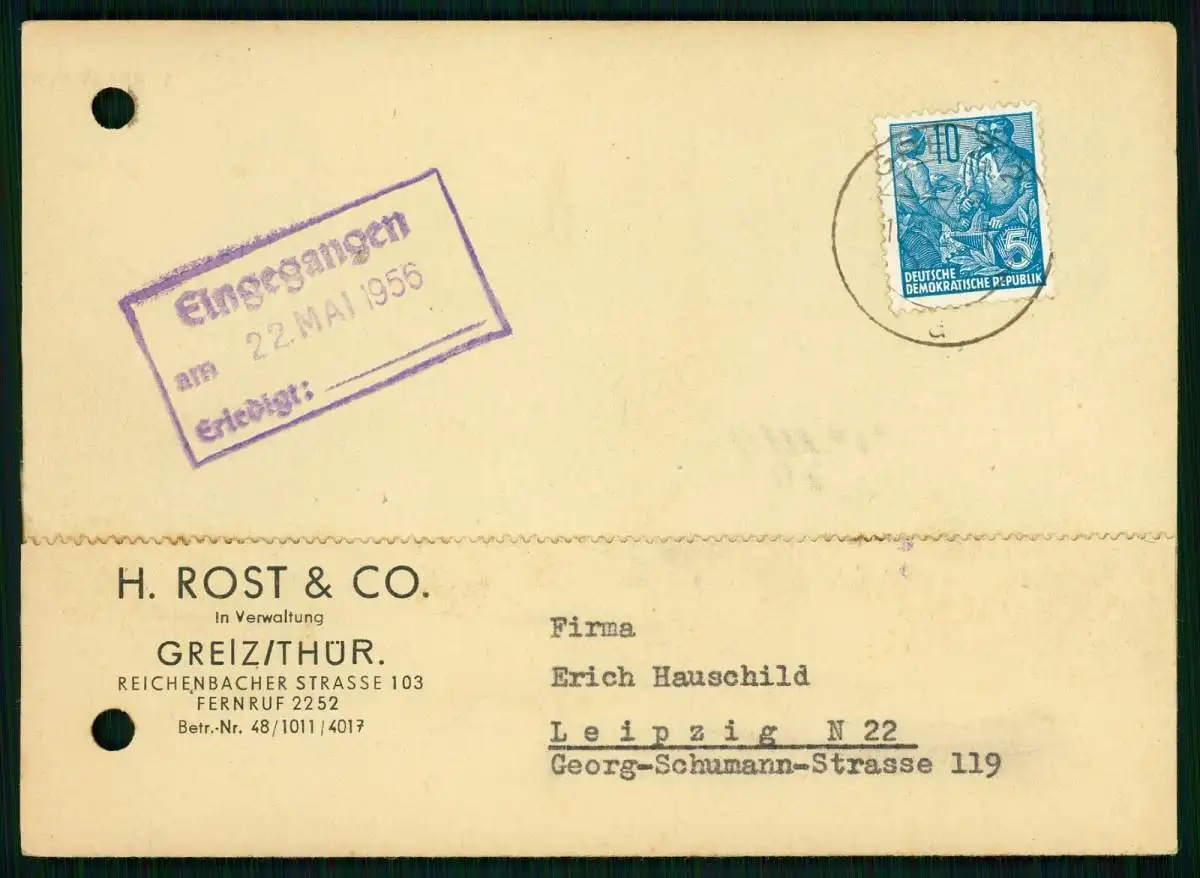 10
5
DEUTSCHE
DEMOKRATISCHE REPUBLIK
Eingegangen
am 22. MAI 1956
Erledigt:
H. ROST & CO.
In Verwaltung
GREIZ/THÜR.
REICHENBACHER STRASSE 103
FERNRUF 2252
Betr.-Nr. 48/1011/4017
Firma
Erich Hauschild
Leipzig N 22
Georg-Schumann-Strasse 119